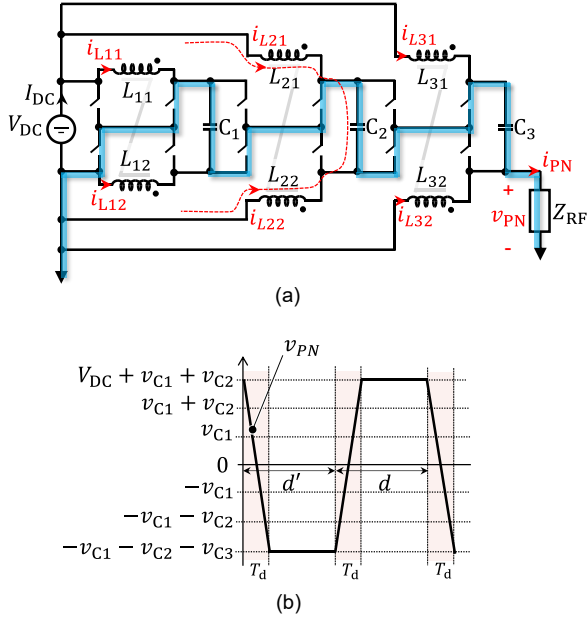 i_L11
i_L21
i_L31
L_11
L_21
L_31
I_DC
V_DC
C_1
C_2
C_3
L_12
L_22
L_32
i_PN
i_L12
i_L22
i_L32
+
v_PN
-
Z_RF
(a)
v_PN
V_DC + v_C1 + v_C2
v_C1 + v_C2
v_C1
0
d′
d
−v_C1
−v_C1 − v_C2
−v_C1 − v_C2 − v_C3
T_d
T_d
T_d
(b)